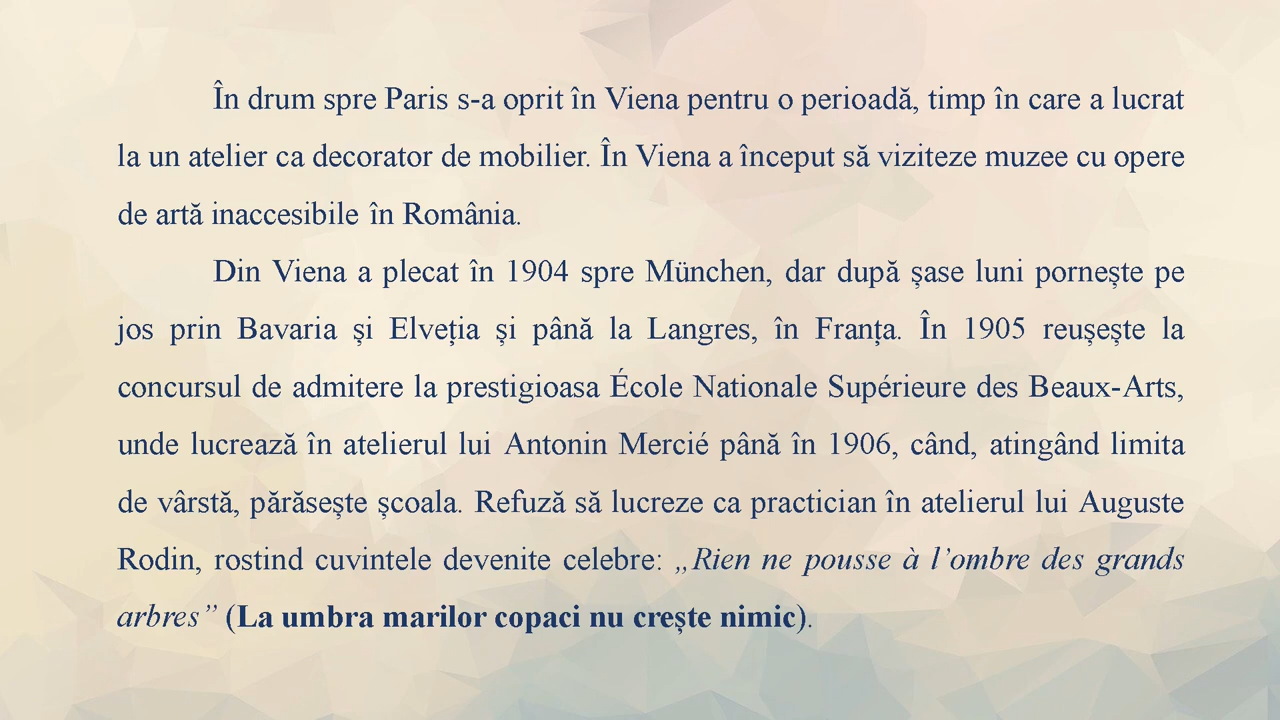 În drum spre Paris s-a oprit în Viena pentru o perioadă, timp în care a lucrat
la un atelier ca decorator de mobilier. În Viena a început să viziteze muzee cu opere
de artă inaccesibile în România.
Din Viena a plecat în 1904 spre München, dar după șase luni pornește pe
jos prin Bavaria și Elveția și până la Langres, în Franța. În 1905 reușește la
concursul de admitere la prestigioasa École Nationale Supérieure des Beaux-Arts,
unde lucrează în atelierul lui Antonin Mercié până în 1906, când, atingând limita
de vârstă, părăsește școala. Refuză să lucreze ca practician în atelierul lui Auguste
Rodin, rostind cuvintele devenite celebre: „Rien ne pousse à l’ombre des grands
arbres” (La umbra marilor copaci nu crește nimic).